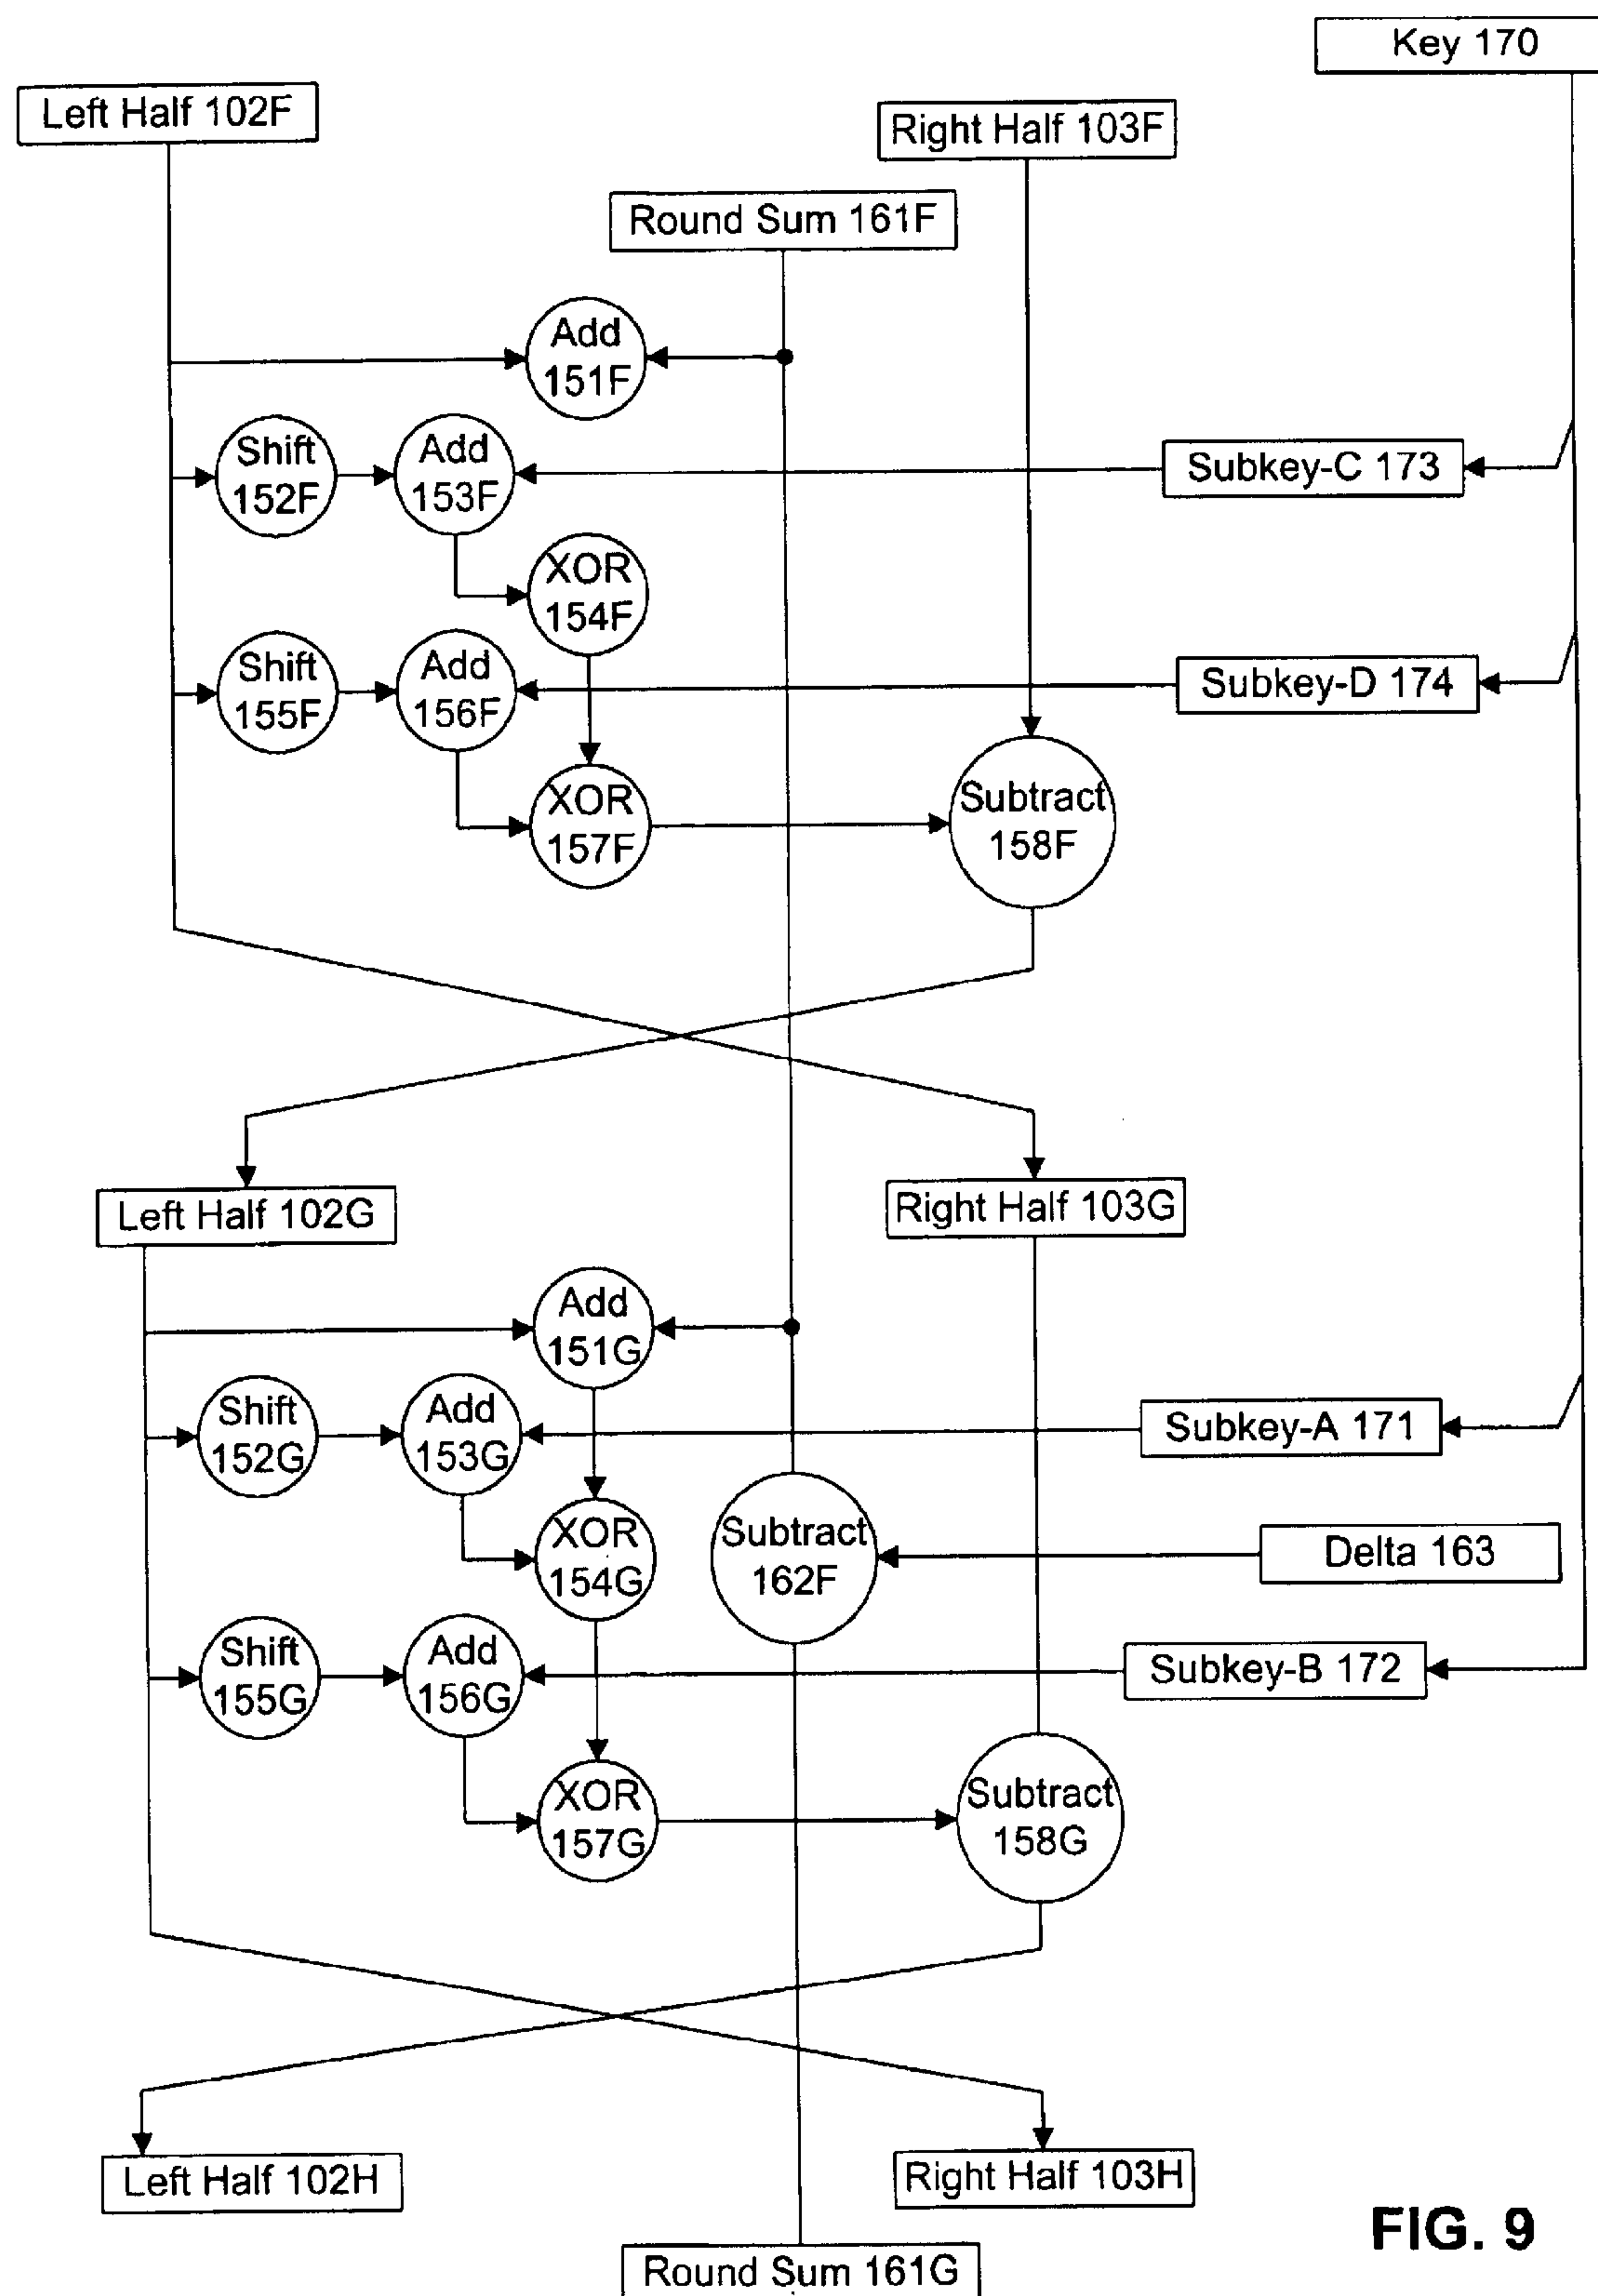 Key 170
Left Half 102F
Right Half 103F
Round Sum 161F
Add
151F
Shift
152F
Add
153F
Subkey-C 173
XOR
154F
Shift
155F
Add
156F
Subkey-D 174
XOR
157F
Subtract
158F
Left Half 102G
Right Half 103G
Add
151G
Shift
152G
Add
153G
Subkey-A 171
XOR
154G
Subtract
162F
Delta 163
Shift
155G
Add
156G
Subkey-B 172
XOR
157G
Subtract
158G
Left Half 102H
Right Half 103H
FIG. 9
Round Sum 161G